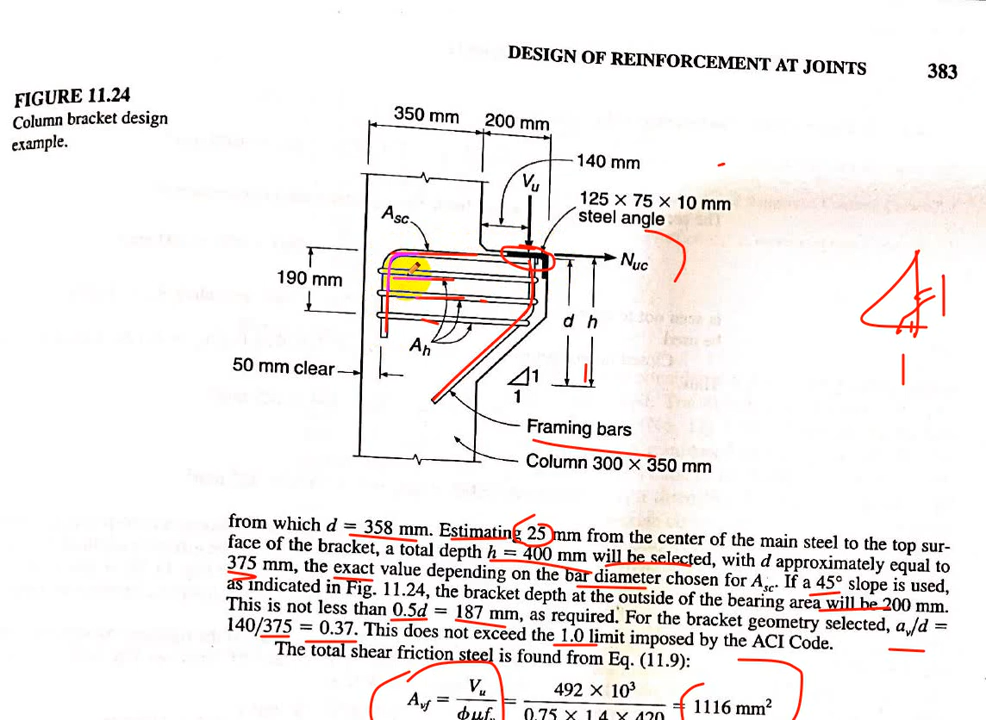 DESIGN OF REINFORCEMENT AT JOINTS 383
FIGURE 11.24
Column bracket design
example.
350 mm
200 mm
140 mm
Vu
125 × 75 × 10 mm
steel angle
Asc
Nuc
190 mm
d h
Ah
50 mm clear
1
1
1
1
Framing bars
Column 300 × 350 mm
from which d = 358 mm. Estimating 25 mm from the center of the main steel to the top sur-
face of the bracket, a total depth h = 400 mm will be selected, with d approximately equal to
375 mm, the exact value depending on the bar diameter chosen for Asc. If a 45° slope is used,
as indicated in Fig. 11.24, the bracket depth at the outside of the bearing area will be 200 mm.
This is not less than 0.5d = 187 mm, as required. For the bracket geometry selected, av/d =
140/375 = 0.37. This does not exceed the 1.0 limit imposed by the ACI Code.
The total shear friction steel is found from Eq. (11.9):
Avf = Vu / ϕμf = 492 × 10³ / 0.75 × 1.4 × 420 = 1116 mm²